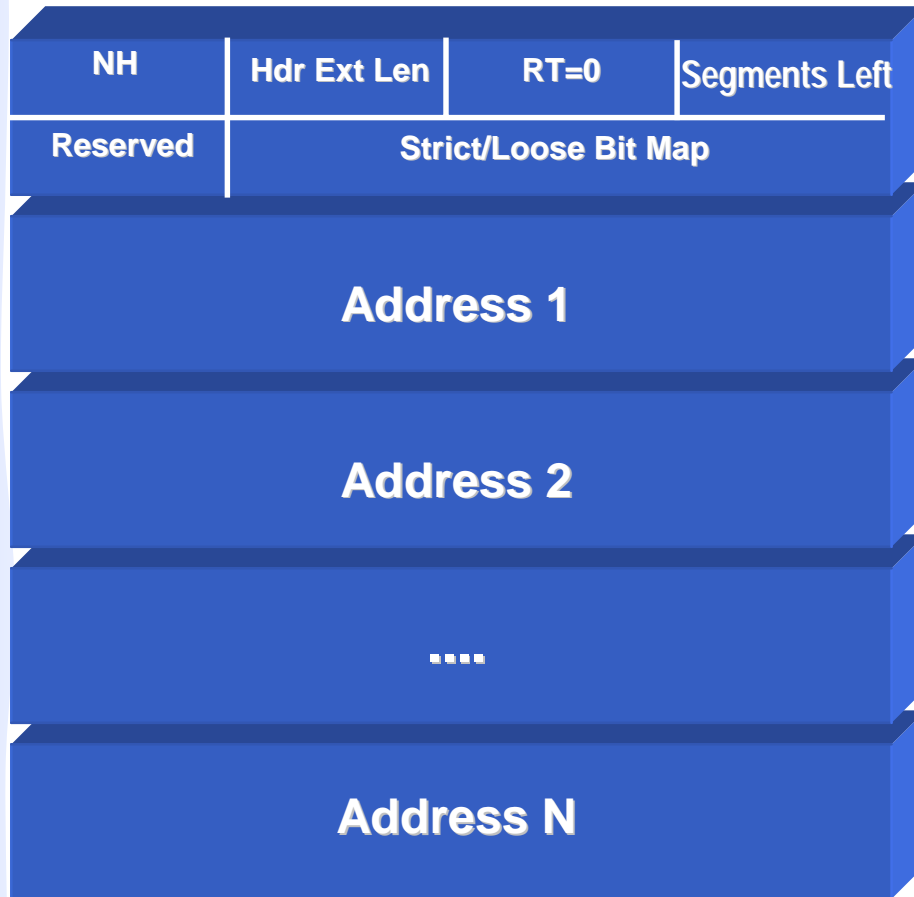 NH Hdr Ext Len RT=0 Segments Left
Reserved Strict/Loose Bit Map
Address 1
Address 2
....
Address N